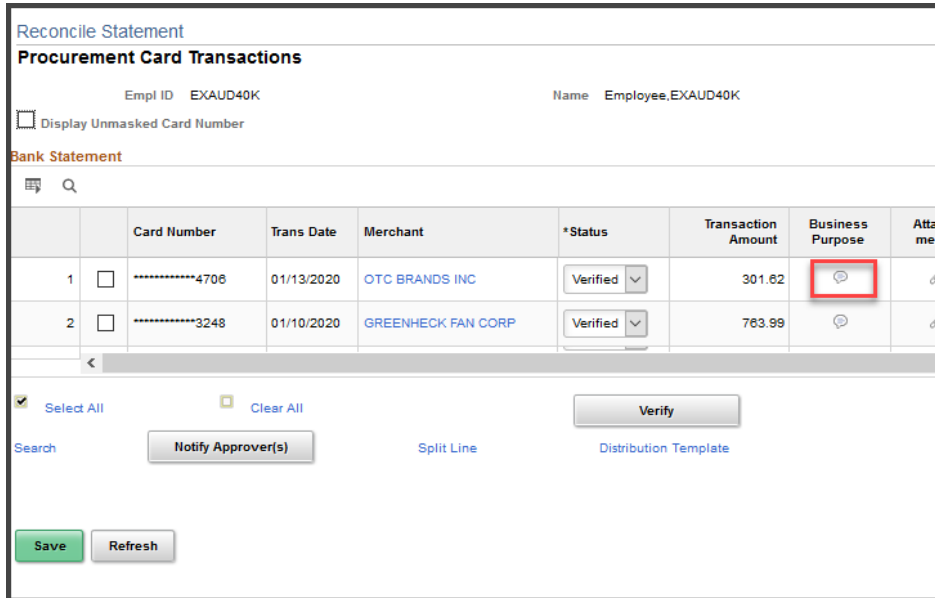 Reconcile Statement
Procurement Card Transactions
Empl ID EXAUD40K Name Employee,EXAUD40K
Display Unmasked Card Number
Bank Statement
Card Number Trans Date Merchant *Status Transaction Amount Business Purpose Atta me
1 ************4706 01/13/2020 OTC BRANDS INC Verified 301.62
2 ************3248 01/10/2020 GREENHECK FAN CORP Verified 763.99
Select All Clear All Verify
Search Notify Approver(s) Split Line Distribution Template
Save Refresh